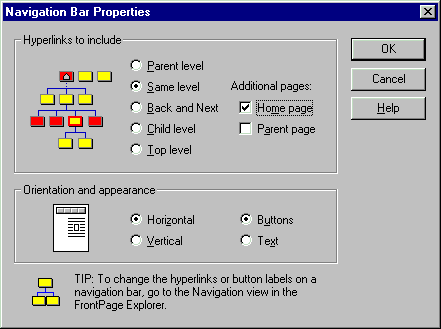 Navigation Bar Properties
Hyperlinks to include
Parent level
Same level
Back and Next
Child level
Top level
Additional pages:
Home page
Parent page
OK
Cancel
Help
Orientation and appearance
Horizontal
Vertical
Buttons
Text
TIP: To change the hyperlinks or button labels on a
navigation bar, go to the Navigation view in the
FrontPage Explorer.